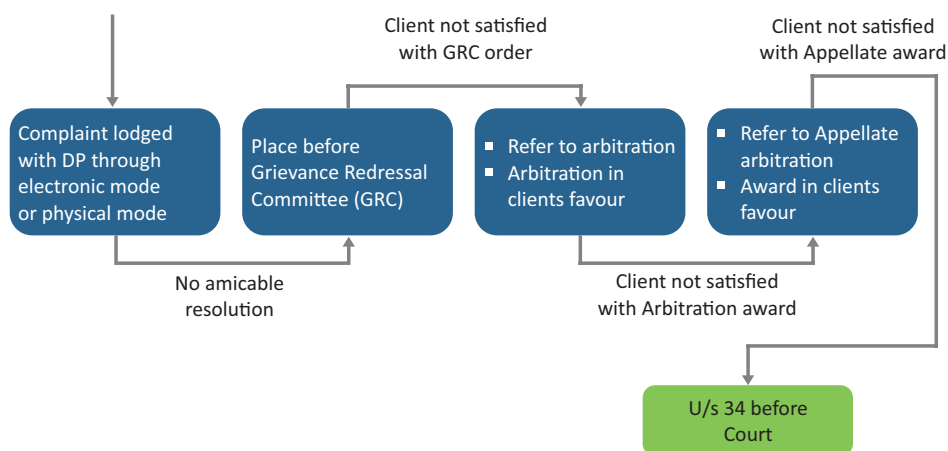 Complaint lodged
with DP through
electronic mode
or physical mode
No amicable
resolution
Place before
Grievance Redressal
Committee (GRC)
Client not satisfied
with GRC order
▪ Refer to arbitration
▪ Arbitration in
clients favour
Client not satisfied
with Arbitration award
▪ Refer to Appellate
arbitration
▪ Award in clients
favour
Client not satisfied
with Appellate award
U/s 34 before
Court